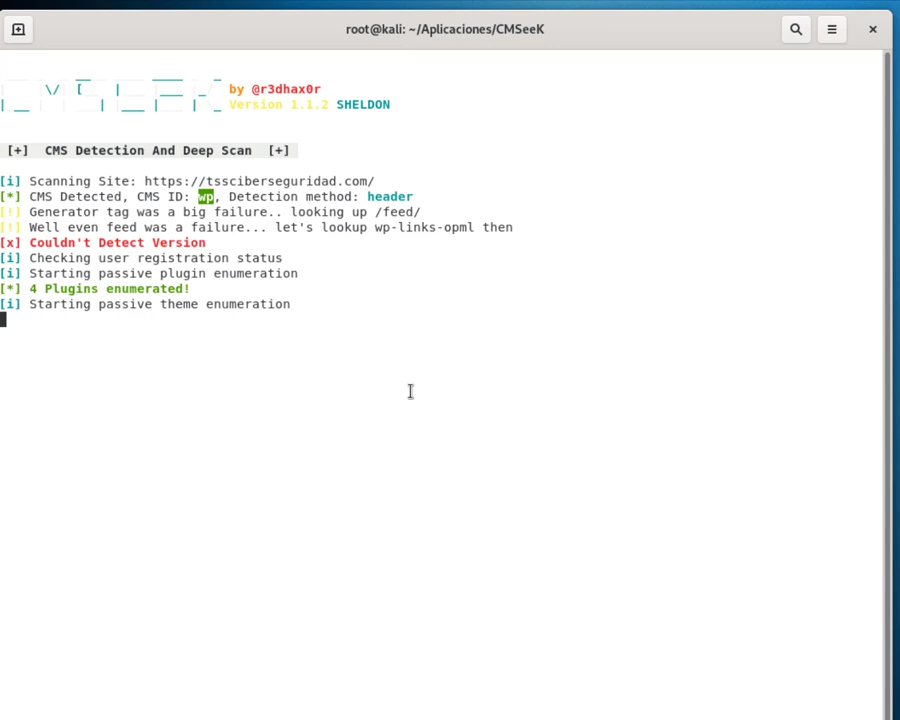 root@kali: ~/Aplicaciones/CMSeeK
by @r3dhax0r
Version 1.1.2 SHELDON
[+] CMS Detection And Deep Scan [+]
[i] Scanning Site: https://tssciberseguridad.com/
[*] CMS Detected, CMS ID: wp, Detection method: header
[!] Generator tag was a big failure.. looking up /feed/
[!] Well even feed was a failure... let's lookup wp-links-opml then
[x] Couldn't Detect Version
[i] Checking user registration status
[i] Starting passive plugin enumeration
[*] 4 Plugins enumerated!
[i] Starting passive theme enumeration